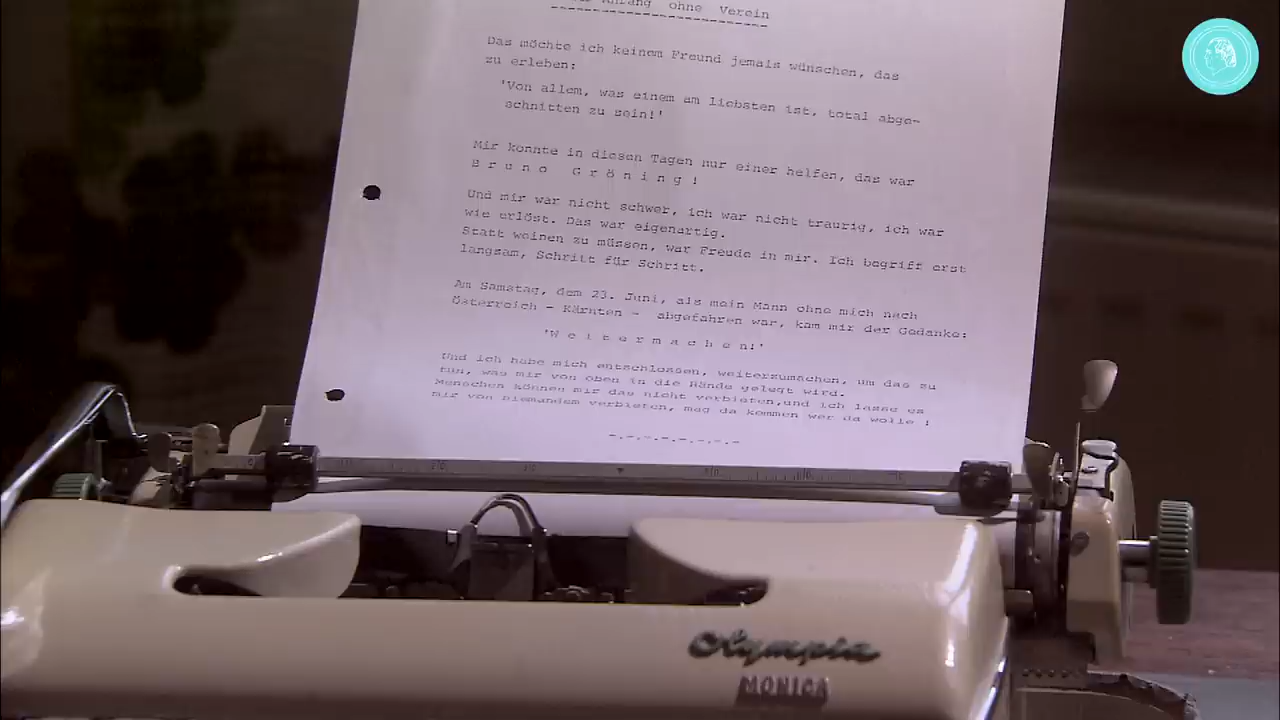 Anfang ohne Verein
Das möchte ich keinem Freund jemals wünschen, das
zu erleben:
'Von allem, was einem am liebsten ist, total abge-
schnitten zu sein!'
Mir konnte in diesen Tagen nur einer helfen, das war
B r u n o   G r ö n i n g !
Und mir war nicht schwer, ich war nicht traurig, ich war
wie erlöst. Das war eigenartig.
Statt weinen zu müssen, war Freude in mir. Ich begriff erst
langsam, Schritt für Schritt.
Am Samstag, dem 23. Juni, als mein Mann ohne mich nach
Österreich - Kärnten - abgefahren war, kam mir der Gedanke:
'W e i t e r m a c h e n!'
Und ich habe mich entschlossen, weiterzumachen, um das zu
tun, was mir von oben in die Hände gelegt wird.
Menschen können mir das nicht verbieten,und ich lasse es
mir von niemandem verbieten, mag da kommen wer da wolle !
-.-.-.-.-.-.-.-
Olympia
MONICA